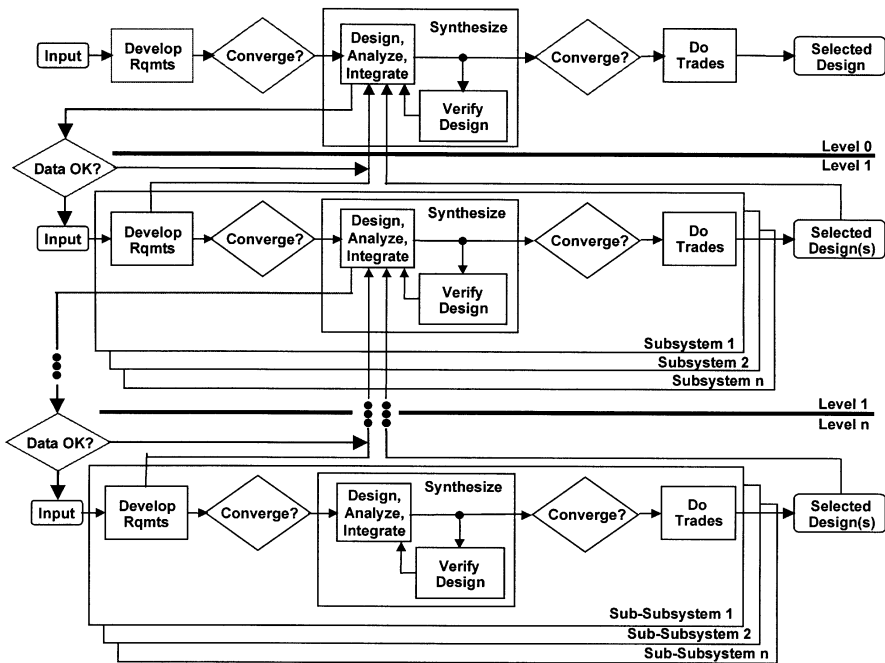 Input
Develop
Rqmts
Converge?
Design,
Analyze,
Integrate
Synthesize
Verify
Design
Converge?
Do
Trades
Selected
Design
Level 0
Level 1
Data OK?
Input
Develop
Rqmts
Converge?
Design,
Analyze,
Integrate
Synthesize
Verify
Design
Converge?
Do
Trades
Selected
Design(s)
Subsystem 1
Subsystem 2
Subsystem n
Level 1
Level n
Data OK?
Input
Develop
Rqmts
Converge?
Design,
Analyze,
Integrate
Synthesize
Verify
Design
Converge?
Do
Trades
Selected
Design(s)
Sub-Subsystem 1
Sub-Subsystem 2
Sub-Subsystem n